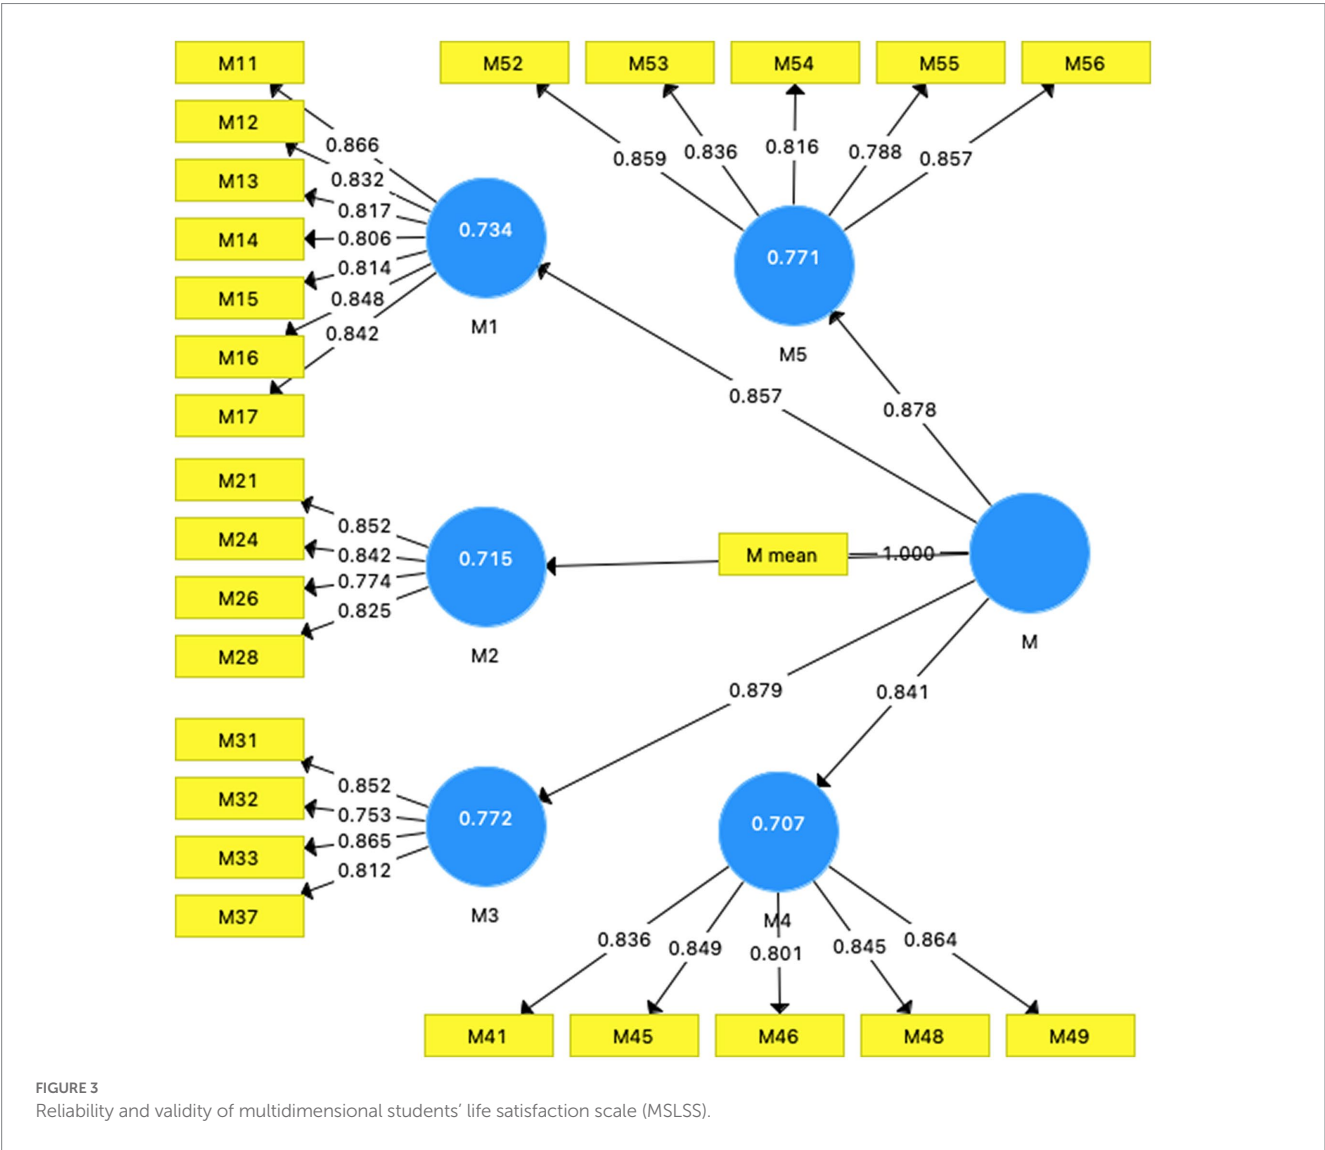 M11
M12
M13
M14
M15
M16
M17
0.866
0.832
0.817
0.806
0.814
0.848
0.842
0.734
M1
M52
M53
M54
M55
M56
0.859
0.836
0.816
0.788
0.857
0.771
M5
0.857
0.878
M21
M24
M26
M28
0.852
0.842
0.774
0.825
0.715
M2
M mean
1.000
M
0.879
0.841
M31
M32
M33
M37
0.852
0.753
0.865
0.812
0.772
M3
0.707
M4
0.836
0.849
0.801
0.845
0.864
M41
M45
M46
M48
M49
FIGURE 3
Reliability and validity of multidimensional students’ life satisfaction scale (MSLSS).